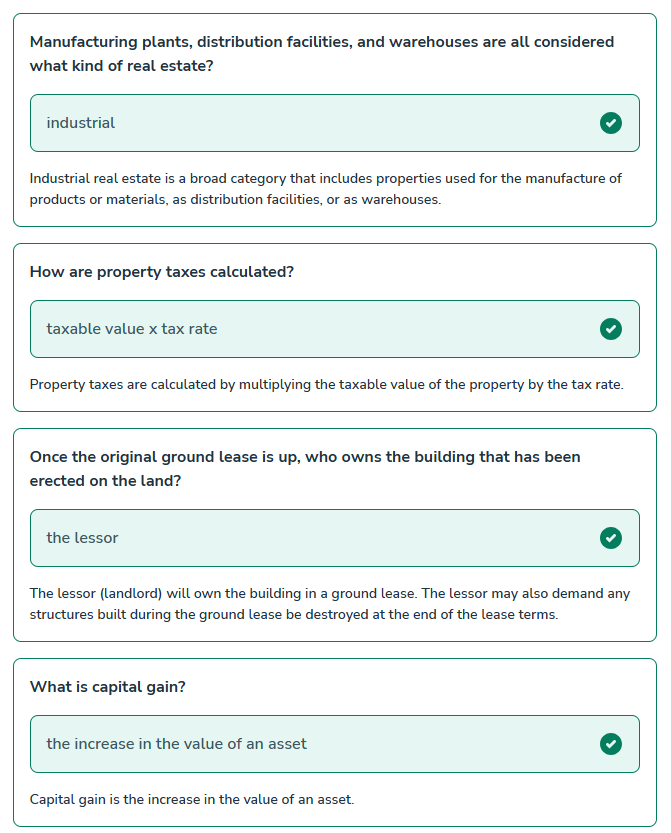 Manufacturing plants, distribution facilities, and warehouses are all considered
what kind of real estate?
industrial
Industrial real estate is a broad category that includes properties used for the manufacture of
products or materials, as distribution facilities, or as warehouses.
How are property taxes calculated?
taxable value x tax rate
Property taxes are calculated by multiplying the taxable value of the property by the tax rate.
Once the original ground lease is up, who owns the building that has been
erected on the land?
the lessor
The lessor (landlord) will own the building in a ground lease. The lessor may also demand any
structures built during the ground lease be destroyed at the end of the lease terms.
What is capital gain?
the increase in the value of an asset
Capital gain is the increase in the value of an asset.